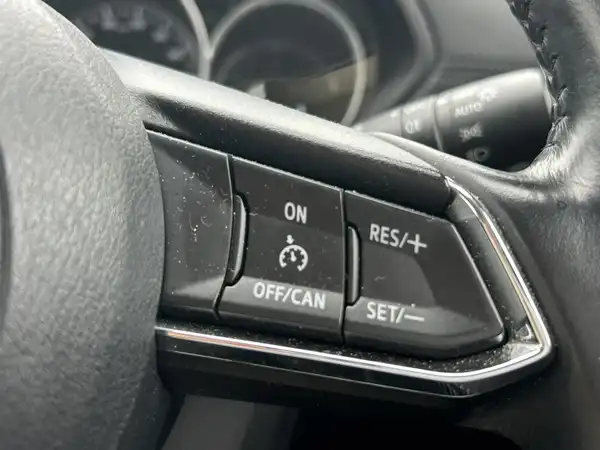 AUTO
ON
RES/+
OFF/CAN
SET/—